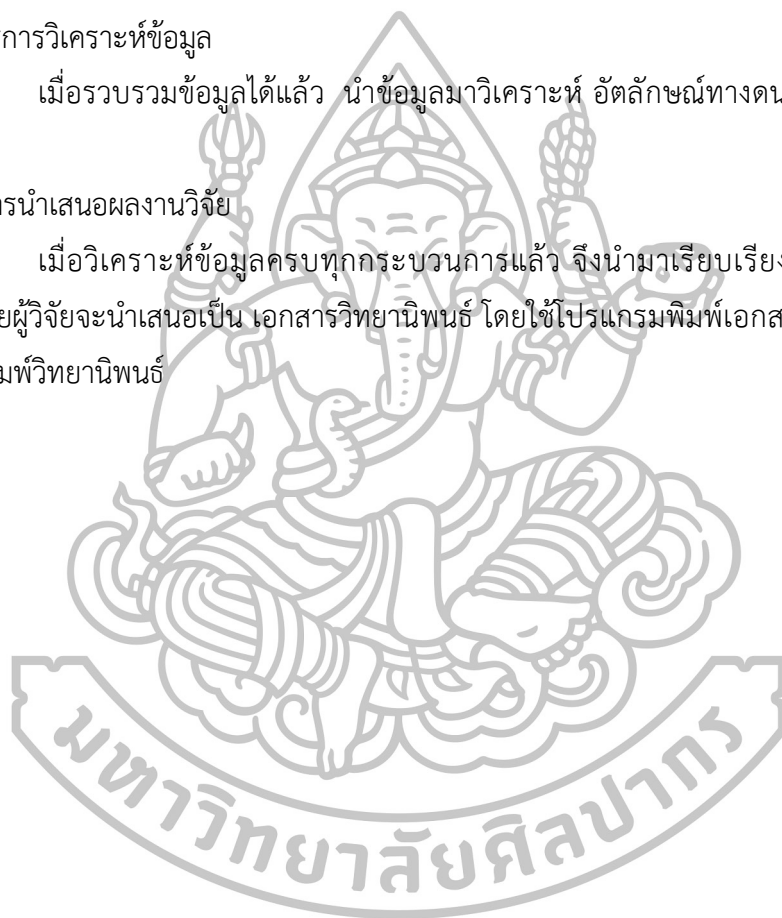 การวิเคราะห์ข้อมูล
เมื่อรวบรวมข้อมูลได้แล้ว นำข้อมูลมาวิเคราะห์ อัตลักษณ์ทางดน
ารนำเสนอผลงานวิจัย
เมื่อวิเคราะห์ข้อมูลครบทุกกระบวนการแล้ว จึงนำมาเรียบเรียง
ยผู้วิจัยจะนำเสนอเป็น เอกสารวิทยานิพนธ์ โดยใช้โปรแกรมพิมพ์เอกส
มพ์วิทยานิพนธ์
มหาวิทยาลัยศิลปากร